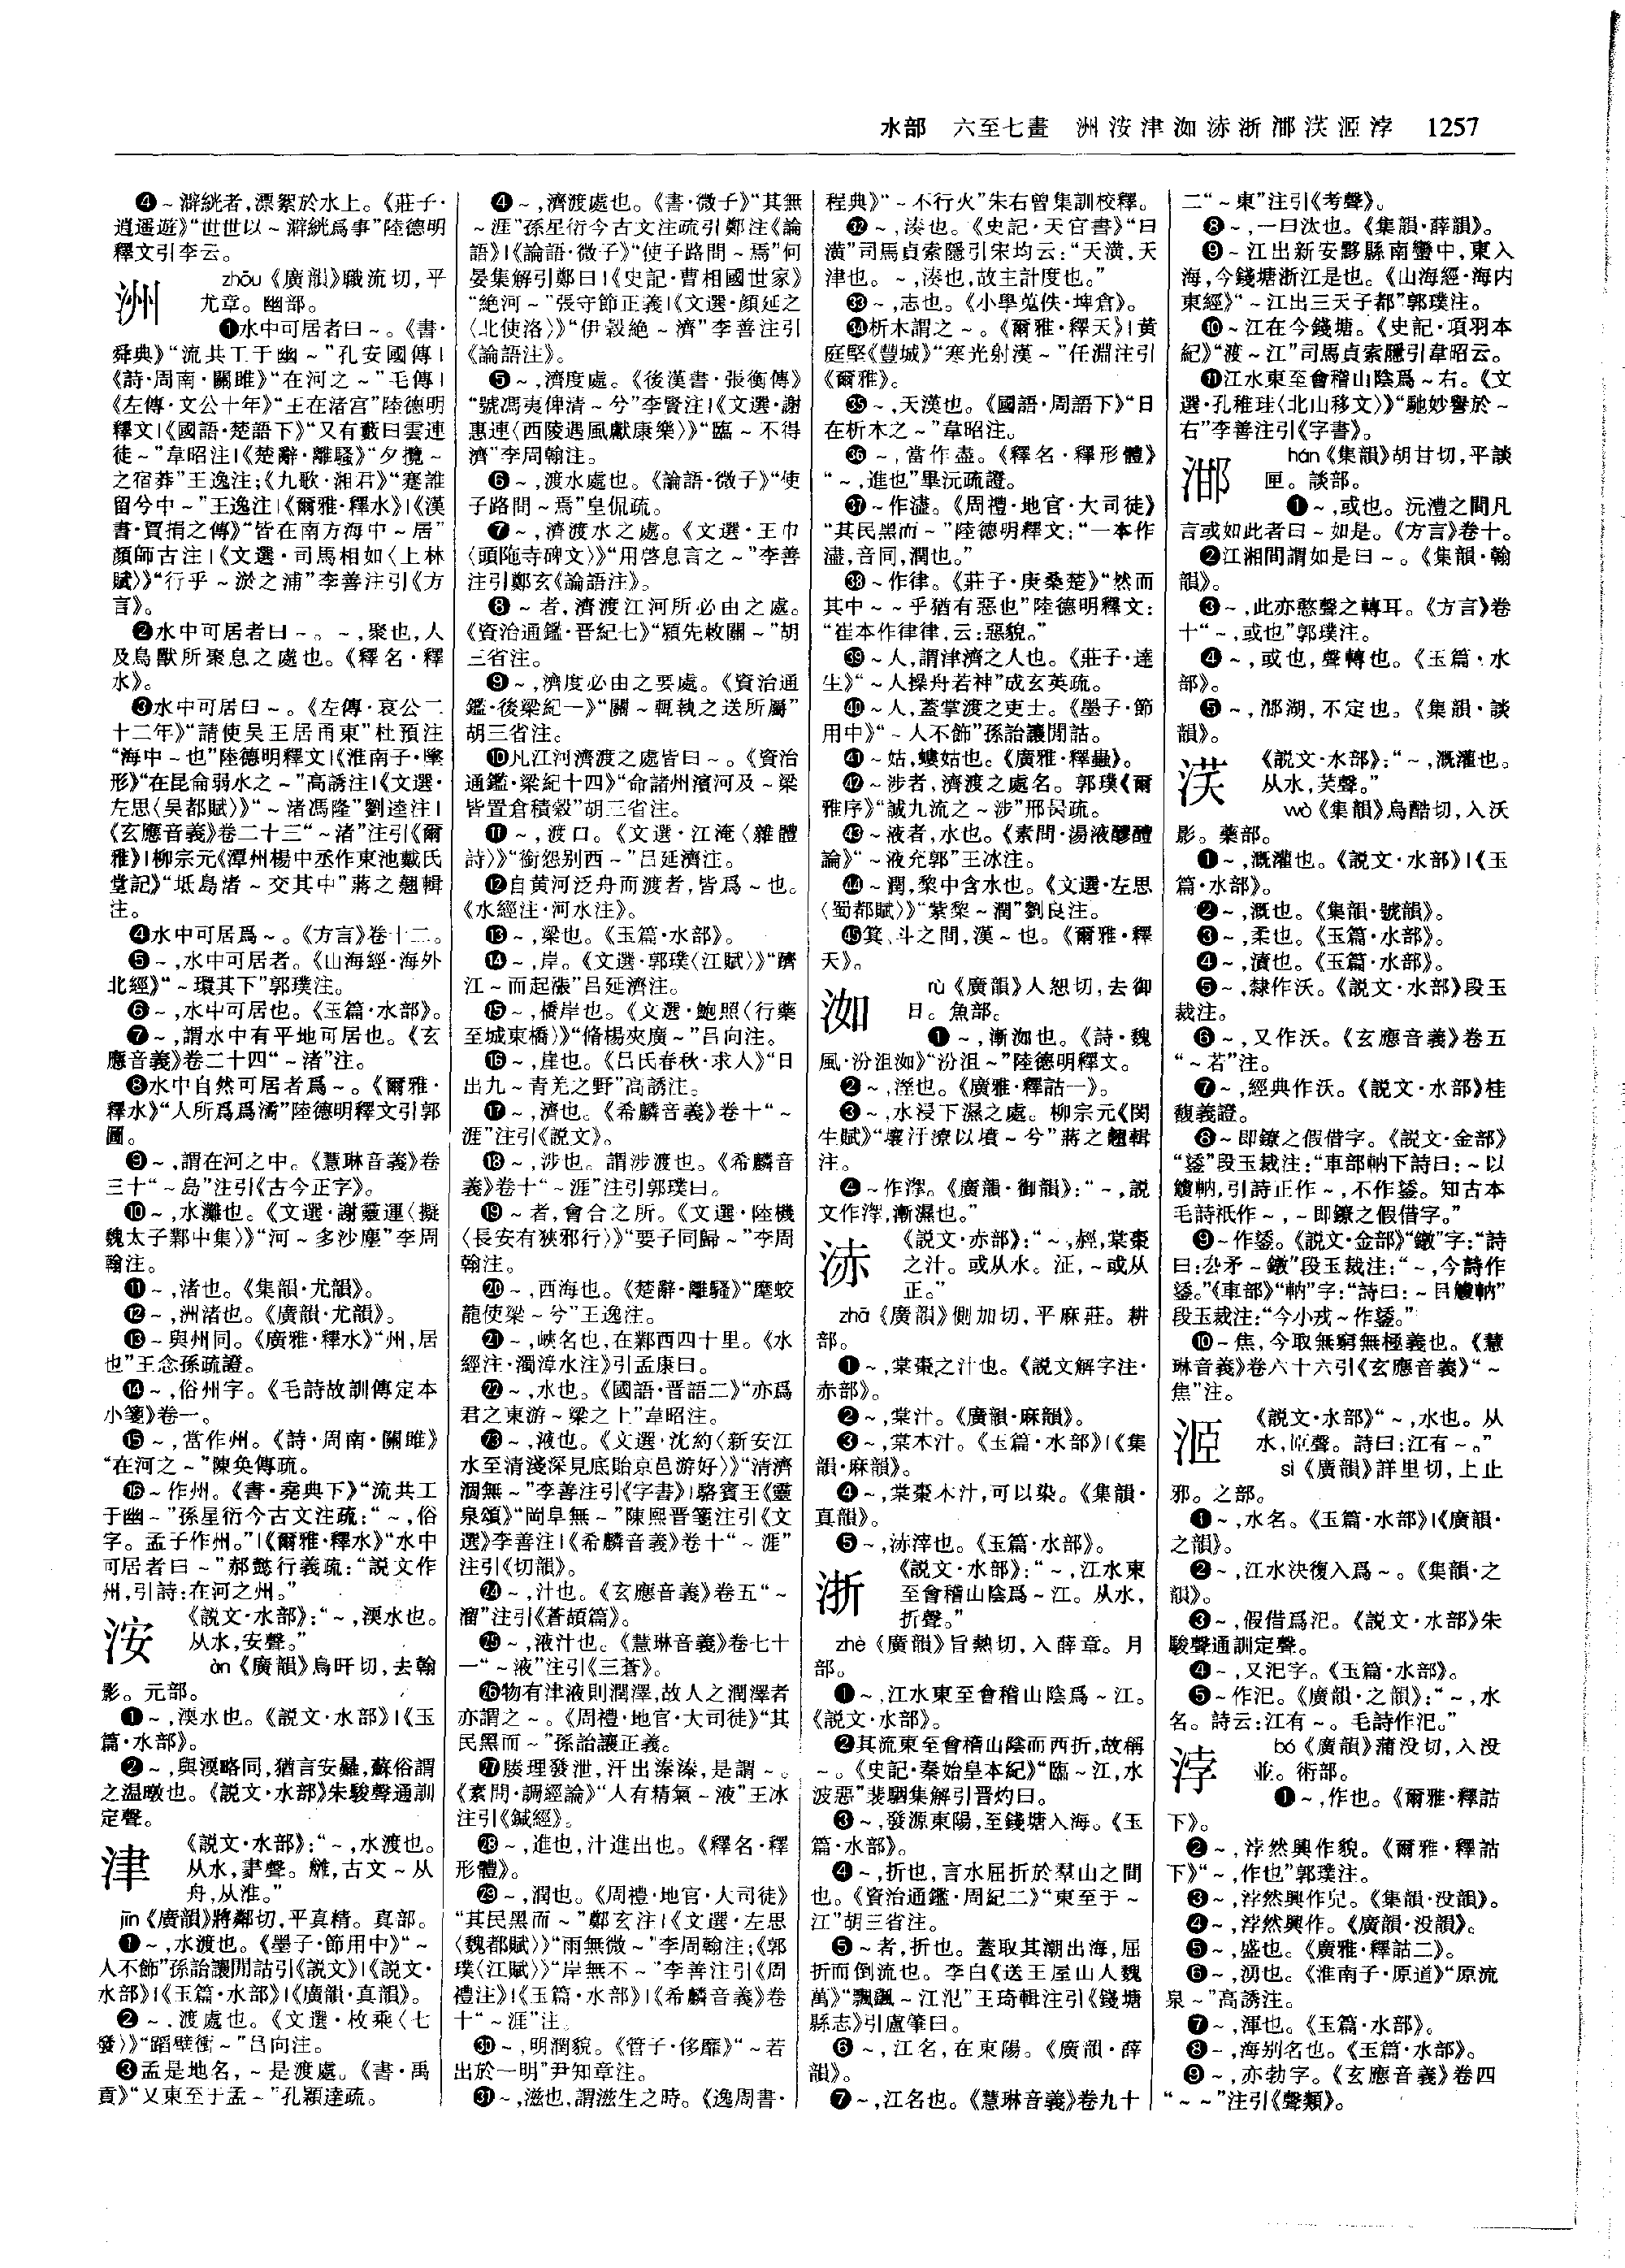 水部　六至七畫　洲洝津洳浾浙䣃渓㳩浡　1257
❹～澼絖者,漂絮於水上。《莊子·
逍遥遊》“世世以～澼絖爲事”陸德明
釋文引李云。
洲
zhōu《廣韻》職流切,平
尤章。幽部。
❶水中可居者曰～。《書·
舜典》“流共工于幽～”孔安國傳|
《詩·周南·關雎》“在河之～”毛傳|
《左傳·文公十年》“王在渚宫”陸德明
釋文|《國語·楚語下》“又有藪曰雲連
徒～”韋昭注|《楚辭·離騷》“夕攬～
之宿莽”王逸注;《九歌·湘君》“蹇誰
留兮中～”王逸注|《爾雅·釋水》|《漢
書·賈捐之傳》“皆在南方海中～居”
顔師古注|《文選·司馬相如〈上林
賦〉》“行乎～淤之浦”李善注引《方
言》。
❷水中可居者曰～。～,聚也,人
及鳥獸所聚息之處也。《釋名·釋
水》。
❸水中可居曰～。《左傳·哀公二
十二年》“請使吴王居甬東”杜預注
“海中～也”陸德明釋文|《淮南子·墬
形》“在昆侖弱水之～”高誘注|《文選·
左思〈吴都賦〉》“～渚馮隆”劉逵注|
《玄應音義》卷二十三“～渚”注引《爾
雅》|柳宗元《潭州楊中丞作東池戴氏
堂記》“坻島渚～交其中”蔣之翹輯
注。
❹水中可居爲～。《方言》卷十二。
❺～,水中可居者。《山海經·海外
北經》“～環其下”郭璞注。
❻～,水中可居也。《玉篇·水部》。
❼～,謂水中有平地可居也。《玄
應音義》卷二十四“～渚”注。
❽水中自然可居者爲～。《爾雅·
釋水》“人所爲爲潏”陸德明釋文引郭
圖。
❾～,謂在河之中。《慧琳音義》卷
三十“～島”注引《古今正字》。
❿～,水灘也。《文選·謝靈運〈擬
魏太子鄴中集〉》“河～多沙塵”李周
翰注。
⓫～,渚也。《集韻·尤韻》。
⓬～,洲渚也。《廣韻·尤韻》。
⓭～與州同。《廣雅·釋水》“州,居
也”王念孫疏證。
⓮～,俗州字。《毛詩故訓傳定本
小箋》卷一。
⓯～,當作州。《詩·周南·關雎》
“在河之～”陳奂傳疏。
⓰～作州。《書·堯典下》“流共工
于幽～”孫星衍今古文注疏:“～,俗
字。孟子作州。”|《爾雅·釋水》“水中
可居者曰～”郝懿行義疏:“説文作
州,引詩:在河之州。”
洝
《説文·水部》:“～,渜水也。
从水,安聲。”
àn《廣韻》烏旰切,去翰
影。元部。
❶～,渜水也。《説文·水部》|《玉
篇·水部》。
❷～,與渜略同,猶言安難,蘇俗謂
之温暾也。《説文·水部》朱駿聲通訓
定聲。
津
《説文·水部》:“～,水渡也。
从水,𦘔聲。𦩎,古文～从
舟,从淮。”
jīn《廣韻》將鄰切,平真精。真部。
❶～,水渡也。《墨子·節用中》“～
人不飾”孫詒讓閒詁引《説文》|《説文·
水部》|《玉篇·水部》|《廣韻·真韻》。
❷～,渡處也。《文選·枚乘〈七
發〉》“蹈壁衝～”吕向注。
❸孟是地名,～是渡處。《書·禹
貢》“又東至于孟～”孔穎達疏。
❹～,濟渡處也。《書·微子》“其無
～涯”孫星衍今古文注疏引鄭注《論
語》|《論語·微子》“使子路問～焉”何
晏集解引鄭曰|《史記·曹相國世家》
“絶河～”張守節正義|《文選·顔延之
〈北使洛〉》“伊瀔絶～濟”李善注引
《論語注》。
❺～,濟度處。《後漢書·張衡傳》
“號馮夷俾清～兮”李賢注|《文選·謝
惠連〈西陵遇風獻康樂〉》“臨～不得
濟”李周翰注。
❻～,渡水處也。《論語·微子》“使
子路問～焉”皇侃疏。
❼～,濟渡水之處。《文選·王巾
〈頭陁寺碑文〉》“用啓息言之～”李善
注引鄭玄《論語注》。
❽～者,濟渡江河所必由之處。
《資治通鑑·晋紀七》“潁先敕關～”胡
三省注。
❾～,濟度必由之要處。《資治通
鑑·後梁紀一》“關～輒執之送所屬”
胡三省注。
❿凡江河濟渡之處皆曰～。《資治
通鑑·梁紀十四》“命諸州濱河及～梁
皆置倉積穀”胡三省注。
⓫～,渡口。《文選·江淹〈雜體
詩〉》“銜怨别西～”吕延濟注。
⓬自黄河泛舟而渡者,皆爲～也。
《水經注·河水注》。
⓭～,梁也。《玉篇·水部》。
⓮～,岸。《文選·郭璞〈江賦〉》“躋
江～而起漲”吕延濟注。
⓯～,橋岸也。《文選·鮑照〈行藥
至城東橋〉》“脩楊夾廣～”吕向注。
⓰～,崖也。《吕氏春秋·求人》“日
出九～青羌之野”高誘注。
⓱～,濟也。《希麟音義》卷十“～
涯”注引《説文》。
⓲～,涉也。謂涉渡也。《希麟音
義》卷十“～涯”注引郭璞曰。
⓳～者,會合之所。《文選·陸機
〈長安有狹邪行〉》“要子同歸～”李周
翰注。
⓴～,西海也。《楚辭·離騷》“麾蛟
龍使梁～兮”王逸注。
㉑～,峽名也,在鄴西四十里。《水
經注·濁漳水注》引孟康曰。
㉒～,水也。《國語·晋語二》“亦爲
君之東游～梁之上”韋昭注。
㉓～,液也。《文選·沈約〈新安江
水至清淺深見底貽京邑游好〉》“清濟
涸無～”李善注引《字書》|駱賓王《靈
泉頌》“岡阜無～”陳熙晋箋注引《文
選》李善注|《希麟音義》卷十“～涯”
注引《切韻》。
㉔～,汁也。《玄應音義》卷五“～
溜”注引《蒼頡篇》。
㉕～,液汁也。《慧琳音義》卷七十
一“～液”注引《三蒼》。
㉖物有津液則潤澤,故人之潤澤者
亦謂之～。《周禮·地官·大司徒》“其
民黑而～”孫詒讓正義。
㉗腠理發泄,汗出溱溱,是謂～。
《素問·調經論》“人有精氣～液”王冰
注引《鍼經》。
㉘～,進也,汁進出也。《釋名·釋
形體》。
㉙～,潤也。《周禮·地官·大司徒》
“其民黑而～”鄭玄注|《文選·左思
〈魏都賦〉》“雨無微～”李周翰注;《郭
璞〈江賦〉》“岸無不～”李善注引《周
禮注》|《玉篇·水部》|《希麟音義》卷
十“～涯”注。
㉚～,明潤貌。《管子·侈靡》“～若
出於一明”尹知章注。
㉛～,滋也,謂滋生之時。《逸周書·
程典》“～不行火”朱右曾集訓校釋。
㉜～,湊也。《史記·天官書》“曰
潢”司馬貞索隱引宋均云:“天潢,天
津也。～,湊也,故主計度也。”
㉝～,志也。《小學蒐佚·埤倉》。
㉞析木謂之～。《爾雅·釋天》|黄
庭堅《豐城》“寒光射漢～”任淵注引
《爾雅》。
㉟～,天漢也。《國語·周語下》“日
在析木之～”韋昭注。
㊱～,當作䀆。《釋名·釋形體》
“～,進也”畢沅疏證。
㊲～作濜。《周禮·地官·大司徒》
“其民黑而～”陸德明釋文:“一本作
濜,音同,潤也。”
㊳～作律。《莊子·庚桑楚》“然而
其中～～乎猶有惡也”陸德明釋文:
“崔本作律律,云:惡貌。”
㊴～人,謂津濟之人也。《莊子·達
生》“～人操舟若神”成玄英疏。
㊵～人,蓋掌渡之吏士。《墨子·節
用中》“～人不飾”孫詒讓閒詁。
㊶～姑,螻姑也。《廣雅·釋蟲》。
㊷～涉者,濟渡之處名。郭璞《爾
雅序》“誠九流之～涉”邢昺疏。
㊸～液者,水也。《素問·湯液醪醴
論》“～液充郭”王冰注。
㊹～潤,棃中含水也。《文選·左思
〈蜀都賦〉》“紫棃～潤”劉良注。
㊺箕、斗之間,漢～也。《爾雅·釋
天》。
洳
rù《廣韻》人恕切,去御
日。魚部。
❶～,漸洳也。《詩·魏
風·汾沮洳》“汾沮～”陸德明釋文。
❷～,溼也。《廣雅·釋詁一》。
❸～,水浸下濕之處。柳宗元《閔
生賦》“壤汙潦以墳～兮”蔣之翹輯
注。
❹～作澤。《廣韻·御韻》:“～,説
文作澤,漸濕也。”
浾
《説文·赤部》:“～,䞓,棠棗
之汁。或从水。泟,～或从
正。”
zhā《廣韻》側加切,平麻莊。耕
部。
❶～,棠棗之汁也。《説文解字注·
赤部》。
❷～,棠汁。《廣韻·麻韻》。
❸～,棠木汁。《玉篇·水部》|《集
韻·麻韻》。
❹～,棠棗木汁,可以染。《集韻·
真韻》。
❺～,浾滓也。《玉篇·水部》。
浙
《説文·水部》:“～,江水東
至會稽山陰爲～江。从水,
折聲。”
zhè《廣韻》旨熱切,入薛章。月
部。
❶～,江水東至會稽山陰爲～江。
《説文·水部》。
❷其流東至會稽山陰而西折,故稱
～。《史記·秦始皇本紀》“臨～江,水
波惡”裴駰集解引晋灼曰。
❸～,發源東陽,至錢塘入海。《玉
篇·水部》。
❹～,折也,言水屈折於羣山之間
也。《資治通鑑·周紀二》“東至于～
江”胡三省注。
❺～者,折也。蓋取其潮出海,屈
折而倒流也。李白《送王屋山人魏
萬》“飄飄～江汜”王琦輯注引《錢塘
縣志》引盧肇曰。
❻～,江名,在東陽。《廣韻·薛
韻》。
❼～,江名也。《慧琳音義》卷九十
二“～東”注引《考聲》。
❽～,一曰汰也。《集韻·薛韻》。
❾～江出新安黟縣南蠻中,東入
海,今錢塘浙江是也。《山海經·海内
東經》“～江出三天子都”郭璞注。
❿～江在今錢塘。《史記·項羽本
紀》“渡～江”司馬貞索隱引韋昭云。
⓫江水東至會稽山陰爲～右。《文
選·孔稚珪〈北山移文〉》“馳妙譽於～
右”李善注引《字書》。
hán《集韻》胡甘切,平談
匣。談部。
❶～,或也。沅澧之間凡
言或如此者曰～如是。《方言》卷十。
❷江湘間謂如是曰～。《集韻·翰
韻》。
❸～,此亦憨聲之轉耳。《方言》卷
十“～,或也”郭璞注。
❹～,或也,聲轉也。《玉篇·水
部》。
❺～,湖,不定也。《集韻·談
韻》。
《説文·水部》:“～,溉灌也。
从水,芺聲。”
wò《集韻》烏酷切,入沃
影。藥部。
❶～,溉灌也。《説文·水部》|《玉
篇·水部》。
❷～,溉也。《集韻·號韻》。
❸～,柔也。《玉篇·水部》。
❹～,漬也。《玉篇·水部》。
❺～,隸作沃。《説文·水部》段玉
裁注。
❻～,又作沃。《玄應音義》卷五
“～若”注。
❼～,經典作沃。《説文·水部》桂
馥義證。
❽～即鐐之假借字。《説文·金部》
“鋈”段玉裁注:“車部軜下詩曰:～以
觼軜,引詩正作～,不作鋈。知古本
毛詩衹作～,～即鐐之假借字。”
❾～作鋈。《説文·金部》“鐓”字:“詩
曰:厹矛～鐓”段玉裁注:“～,今詩作
鋈。”《車部》“軜”字:“詩曰:～㠯觼軜”
段玉裁注:“今小戎～作鋈。”
❿～焦,今取無窮無極義也。《慧
琳音義》卷六十六引《玄應音義》“～
焦”注。
《説文·水部》“～,水也。从
水,聲。詩曰:江有～。”
sì《廣韻》詳里切,上止
邪。之部。
❶～,水名。《玉篇·水部》|《廣韻·
之韻》。
❷～,江水決復入爲～。《集韻·之
韻》。
❸～,假借爲汜。《説文·水部》朱
駿聲通訓定聲。
❹～,又汜字。《玉篇·水部》。
❺～作汜。《廣韻·之韻》:“～,水
名。詩云:江有～。毛詩作汜。”
浡
bó《廣韻》蒲没切,入没
並。術部。
❶～,作也。《爾雅·釋詁
下》。
❷～,浡然興作貌。《爾雅·釋詁
下》“～,作也”郭璞注。
❸～,浡然興作皃。《集韻·没韻》。
❹～,浡然興作。《廣韻·没韻》。
❺～,盛也。《廣雅·釋詁二》。
❻～,湧也。《淮南子·原道》“原流
泉～”高誘注。
❼～,渾也。《玉篇·水部》。
❽～,海别名也。《玉篇·水部》。
❾～,亦勃字。《玄應音義》卷四
“～～”注引《聲類》。